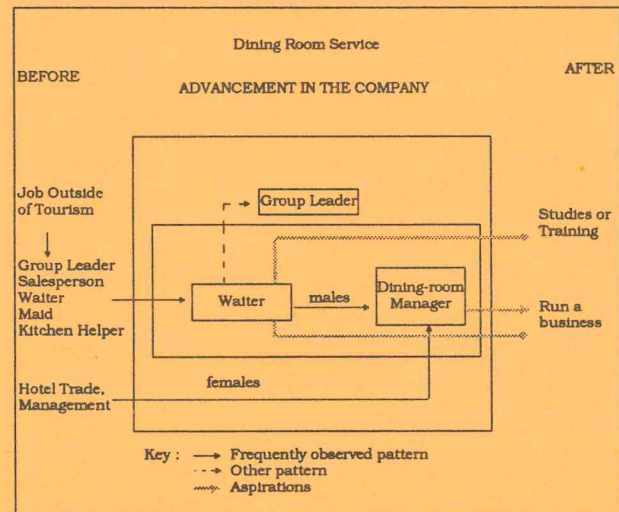 Dining Room Service
BEFORE
AFTER
ADVANCEMENT IN THE COMPANY
Job Outside
of Tourism
Group Leader
Studies or
Training
Group Leader
Salesperson
Waiter
Maid
Kitchen Helper
Waiter
males
Dining-room
Manager
Run a
business
females
Hotel Trade,
Management
Key : Frequently observed pattern
Other pattern
Aspirations